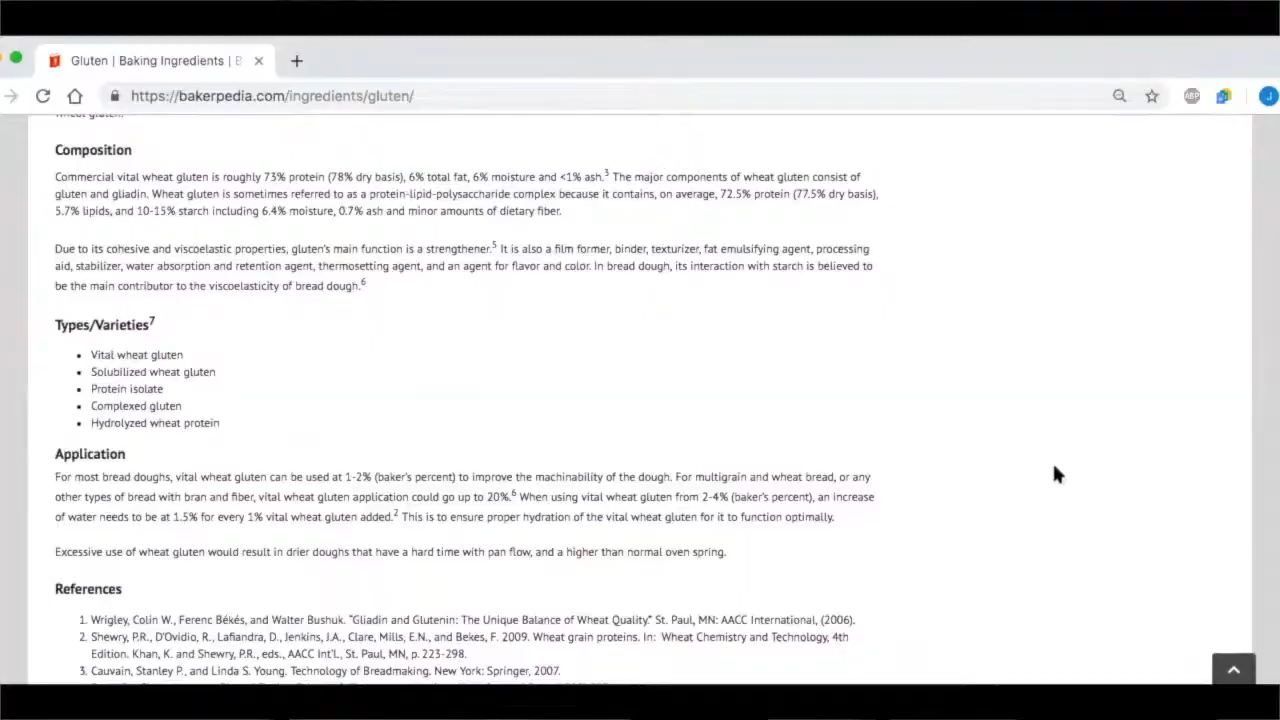 Gluten | Baking Ingredients | B
https://bakerpedia.com/ingredients/gluten/
ABP
J
wheat gluten.
Composition
Commercial vital wheat gluten is roughly 73% protein (78% dry basis), 6% total fat, 6% moisture and <1% ash.3 The major components of wheat gluten consist of
gluten and gliadin. Wheat gluten is sometimes referred to as a protein-lipid-polysaccharide complex because it contains, on average, 72.5% protein (77.5% dry basis),
5.7% lipids, and 10-15% starch including 6.4% moisture, 0.7% ash and minor amounts of dietary fiber.
Due to its cohesive and viscoelastic properties, gluten's main function is a strengthener.5 It is also a film former, binder, texturizer, fat emulsifying agent, processing
aid, stabilizer, water absorption and retention agent, thermosetting agent, and an agent for flavor and color. In bread dough, its interaction with starch is believed to
be the main contributor to the viscoelasticity of bread dough.6
Types/Varieties7
• Vital wheat gluten
• Solubilized wheat gluten
• Protein isolate
• Complexed gluten
• Hydrolyzed wheat protein
Application
For most bread doughs, vital wheat gluten can be used at 1-2% (baker's percent) to improve the machinability of the dough. For multigrain and wheat bread, or any
other types of bread with bran and fiber, vital wheat gluten application could go up to 20%.6 When using vital wheat gluten from 2-4% (baker's percent), an increase
of water needs to be at 1.5% for every 1% vital wheat gluten added.2 This is to ensure proper hydration of the vital wheat gluten for it to function optimally.
Excessive use of wheat gluten would result in drier doughs that have a hard time with pan flow, and a higher than normal oven spring.
References
1. Wrigley, Colin W., Ferenc Békés, and Walter Bushuk. "Gliadin and Glutenin: The Unique Balance of Wheat Quality." St. Paul, MN: AACC International, (2006).
2. Shewry, P.R., D'Ovidio, R., Lafiandra, D., Jenkins, J.A., Clare, Mills, E.N., and Bekes, F. 2009. Wheat grain proteins. In: Wheat Chemistry and Technology, 4th
Edition. Khan, K. and Shewry, P.R., eds., AACC Int'l., St. Paul, MN, p. 223-298.
3. Cauvain, Stanley P., and Linda S. Young. Technology of Breadmaking. New York: Springer, 2007.